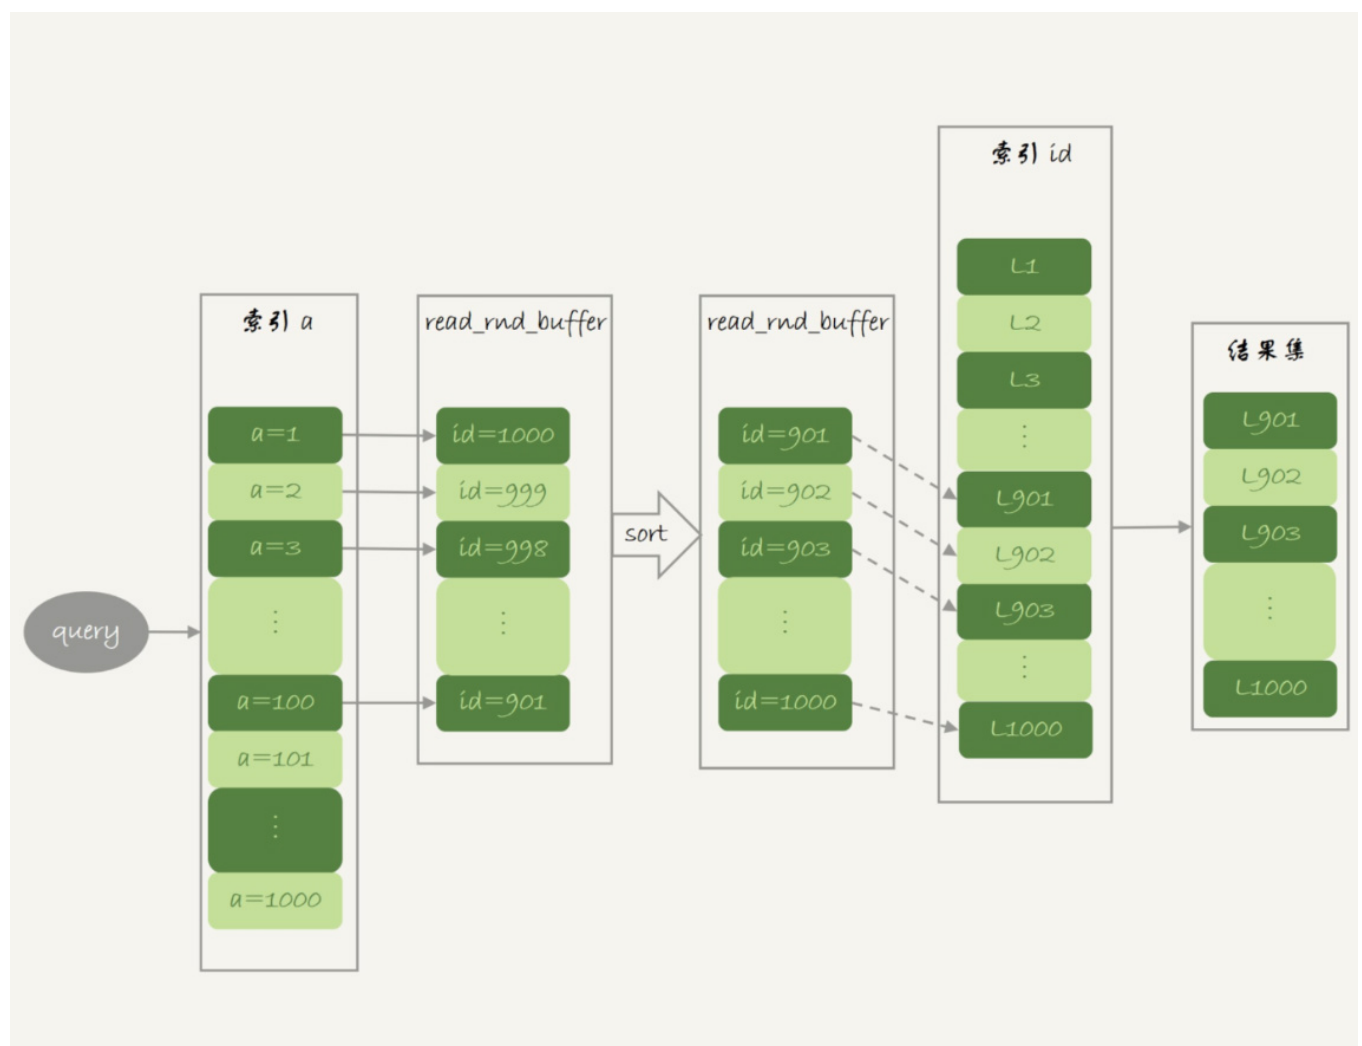 query
索引 a
a=1
a=2
a=3
⋮
a=100
a=101
⋮
a=1000
read_rnd_buffer
id=1000
id=999
id=998
⋮
id=901
sort
read_rnd_buffer
id=901
id=902
id=903
⋮
id=1000
索引 id
L1
L2
L3
⋮
L901
L902
L903
⋮
L1000
结果集
L901
L902
L903
⋮
L1000